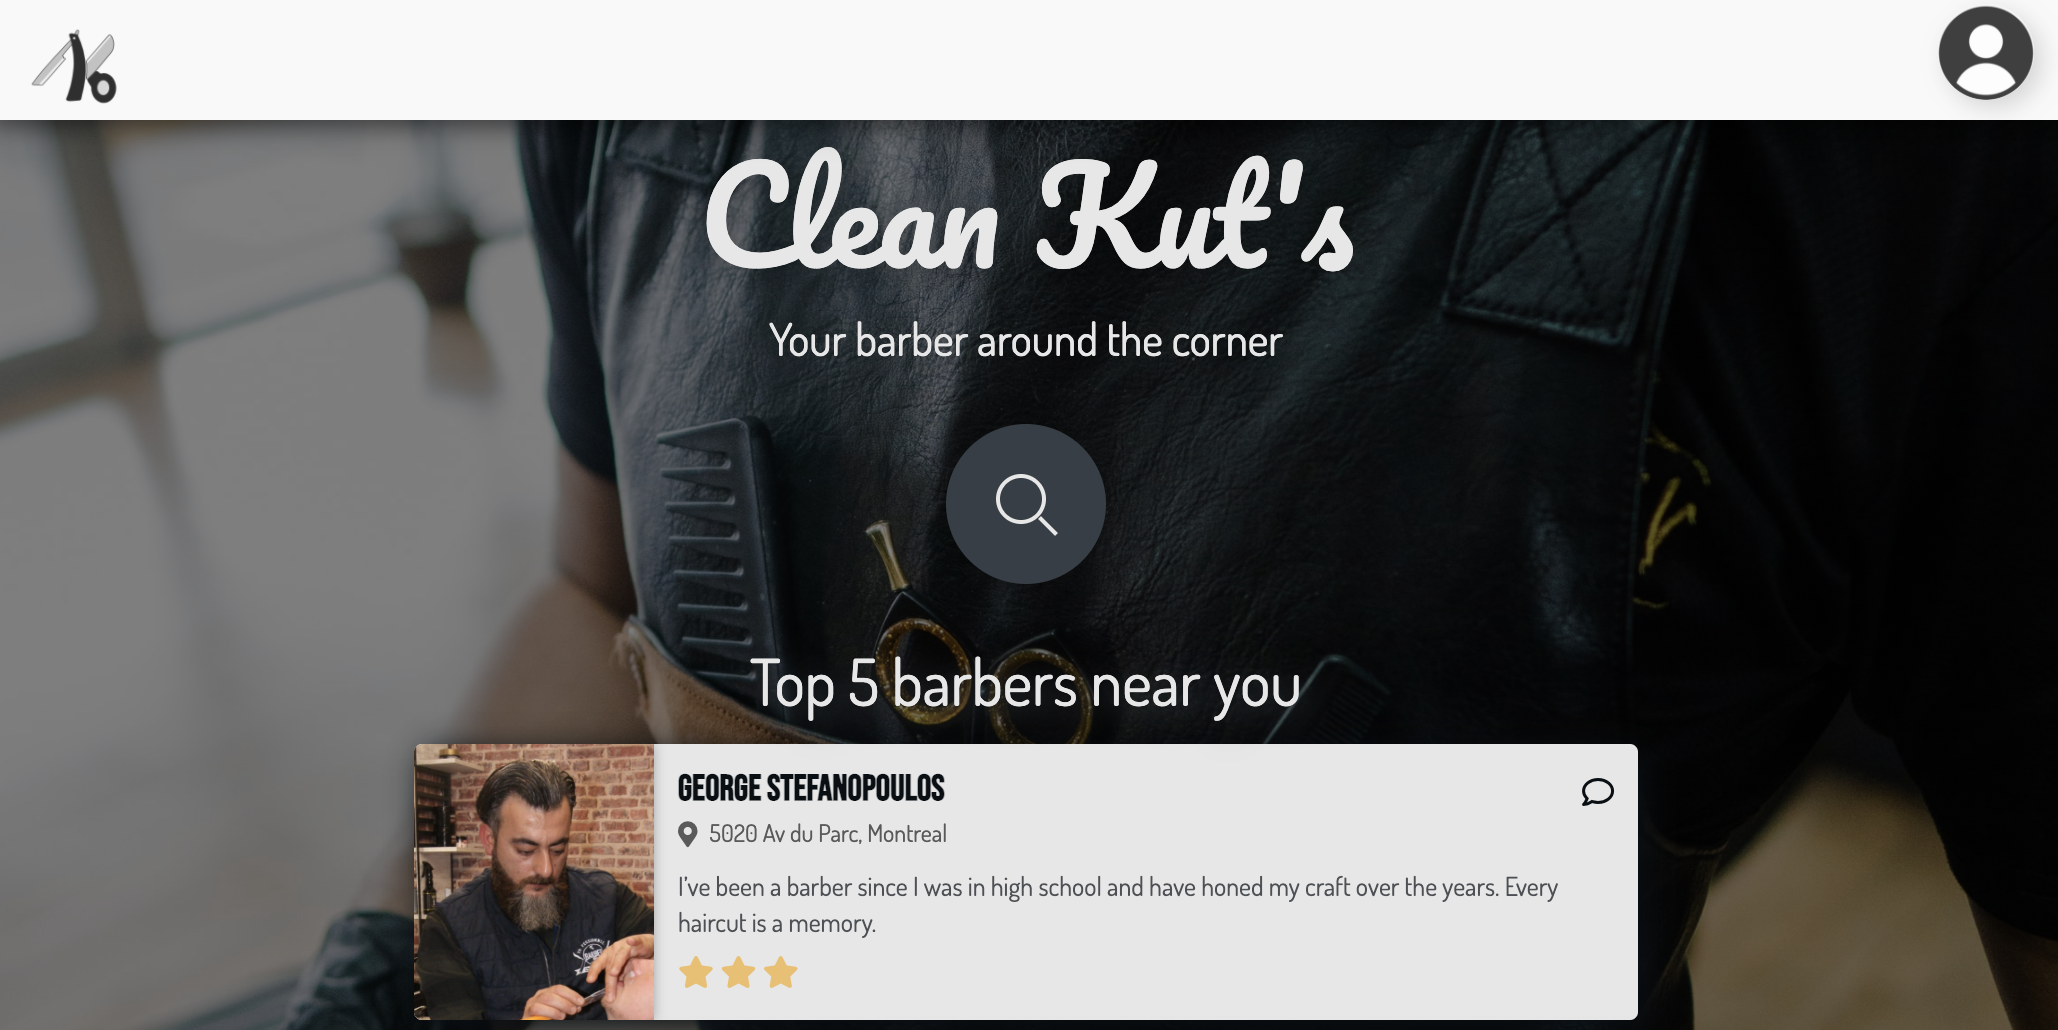 Clean Kut's
Your barber around the corner
Top 5 barbers near you
GEORGE STEFANOPOULOS
5020 Av du Parc, Montreal
I've been a barber since I was in high school and have honed my craft over the years. Every
haircut is a memory.